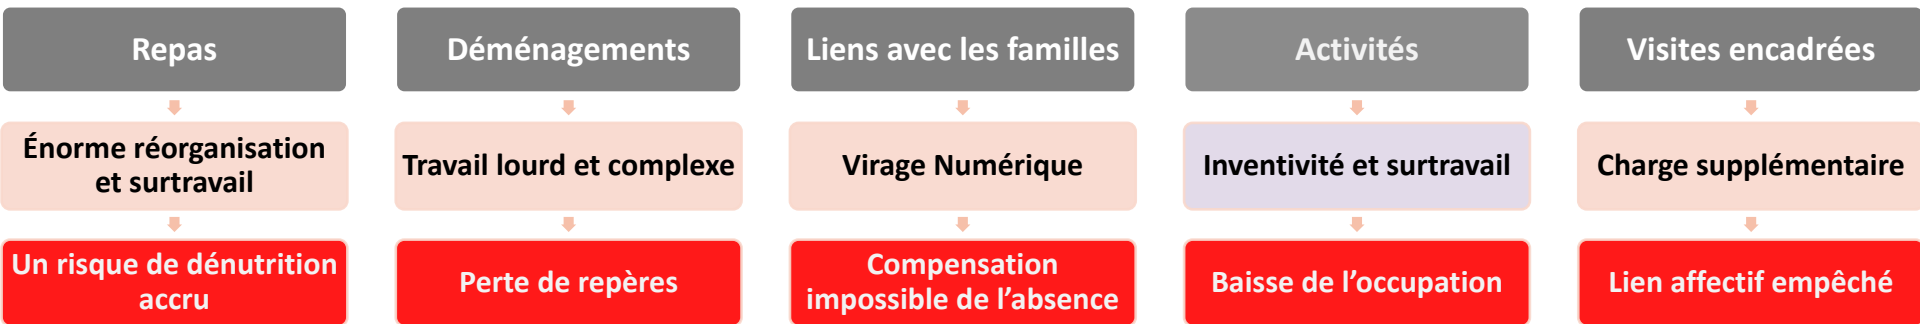 Repas
Déménagements
Liens avec les familles
Activités
Visites encadrées
Énorme réorganisation
et surtravail
Travail lourd et complexe
Virage Numérique
Inventivité et surtravail
Charge supplémentaire
Un risque de dénutrition
accru
Perte de repères
Compensation
impossible de l’absence
Baisse de l’occupation
Lien affectif empêché